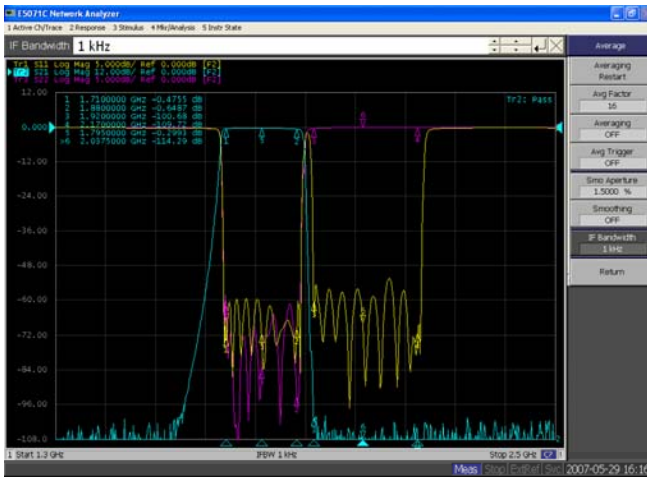 E5071C Network Analyzer
1 Active Ch/Trace 2 Response 3 Stimulus 4 Mkr/Analysis 5 Instr State
IF Bandwidth 1 kHz
Tr1 S11 Log Mag 5.000dB/ Ref 0.000dB [F2]
Tr2 S21 Log Mag 12.00dB/ Ref 0.000dB [F2]
Tr3 S22 Log Mag 5.000dB/ Ref 0.000dB [F2]
12.00
1 1.7100000 GHz -0.4755 dB
2 1.8800000 GHz -0.6487 dB
3 1.9200000 GHz -100.68 dB
4 2.1700000 GHz -109.72 dB
5 1.7950000 GHz -0.2993 dB
>6 2.0375000 GHz -114.29 dB
Tr2: Pass
0.000
-12.00
-24.00
-36.00
-48.00
-60.00
-72.00
-84.00
-96.00
-108.0
1 Start 1.3 GHz
IFBW 1 kHz
Stop 2.5 GHz
Average
Averaging
Restart
Avg Factor
16
Averaging
OFF
Avg Trigger
OFF
Smo Aperture
1.5000 %
Smoothing
OFF
IF Bandwidth
1 kHz
Return
Meas Stop ExtRef Svc 2007-05-29 16:16